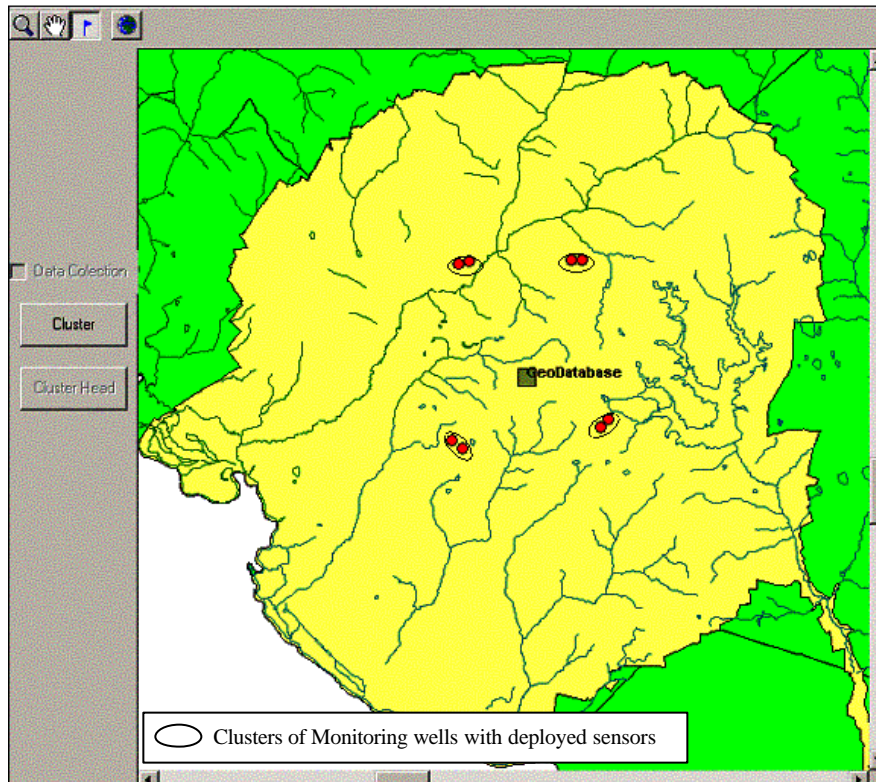 Data Colection
Cluster
Cluster Head
GeoDatabase
Clusters of Monitoring wells with deployed sensors